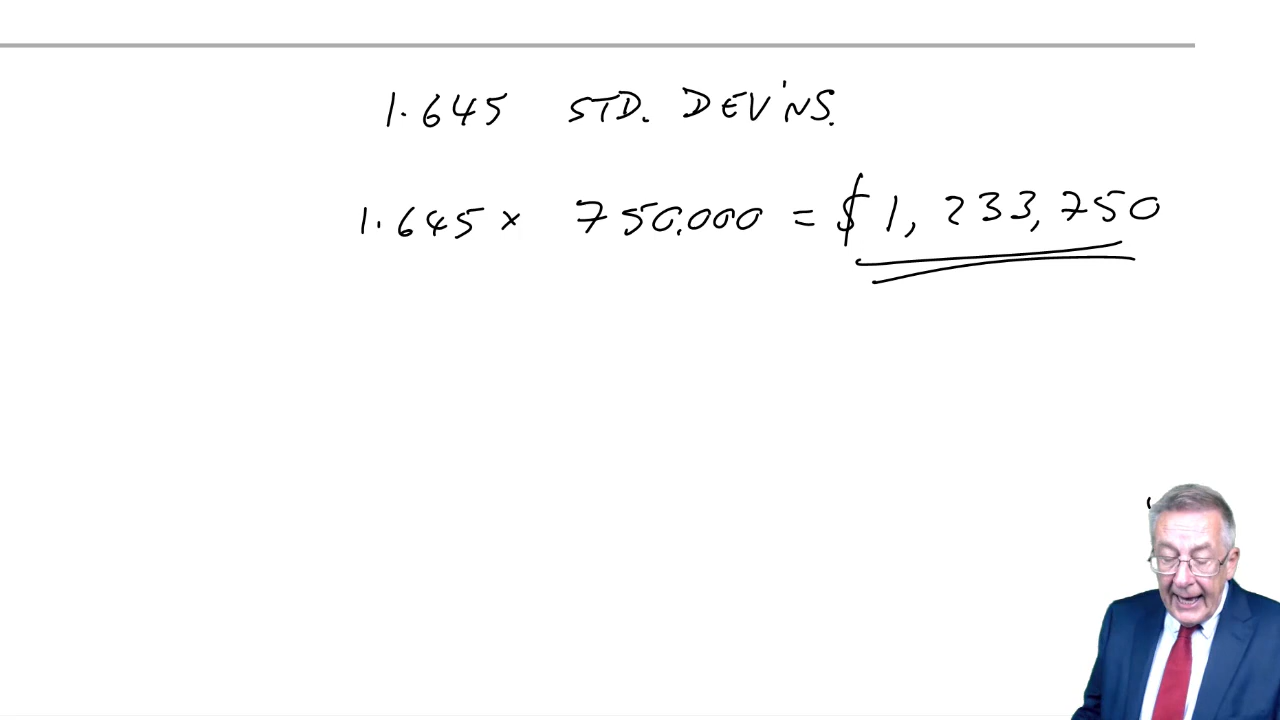 1.645 STD. DEV'NS.
1.645 × 750,000 = $1,233,750